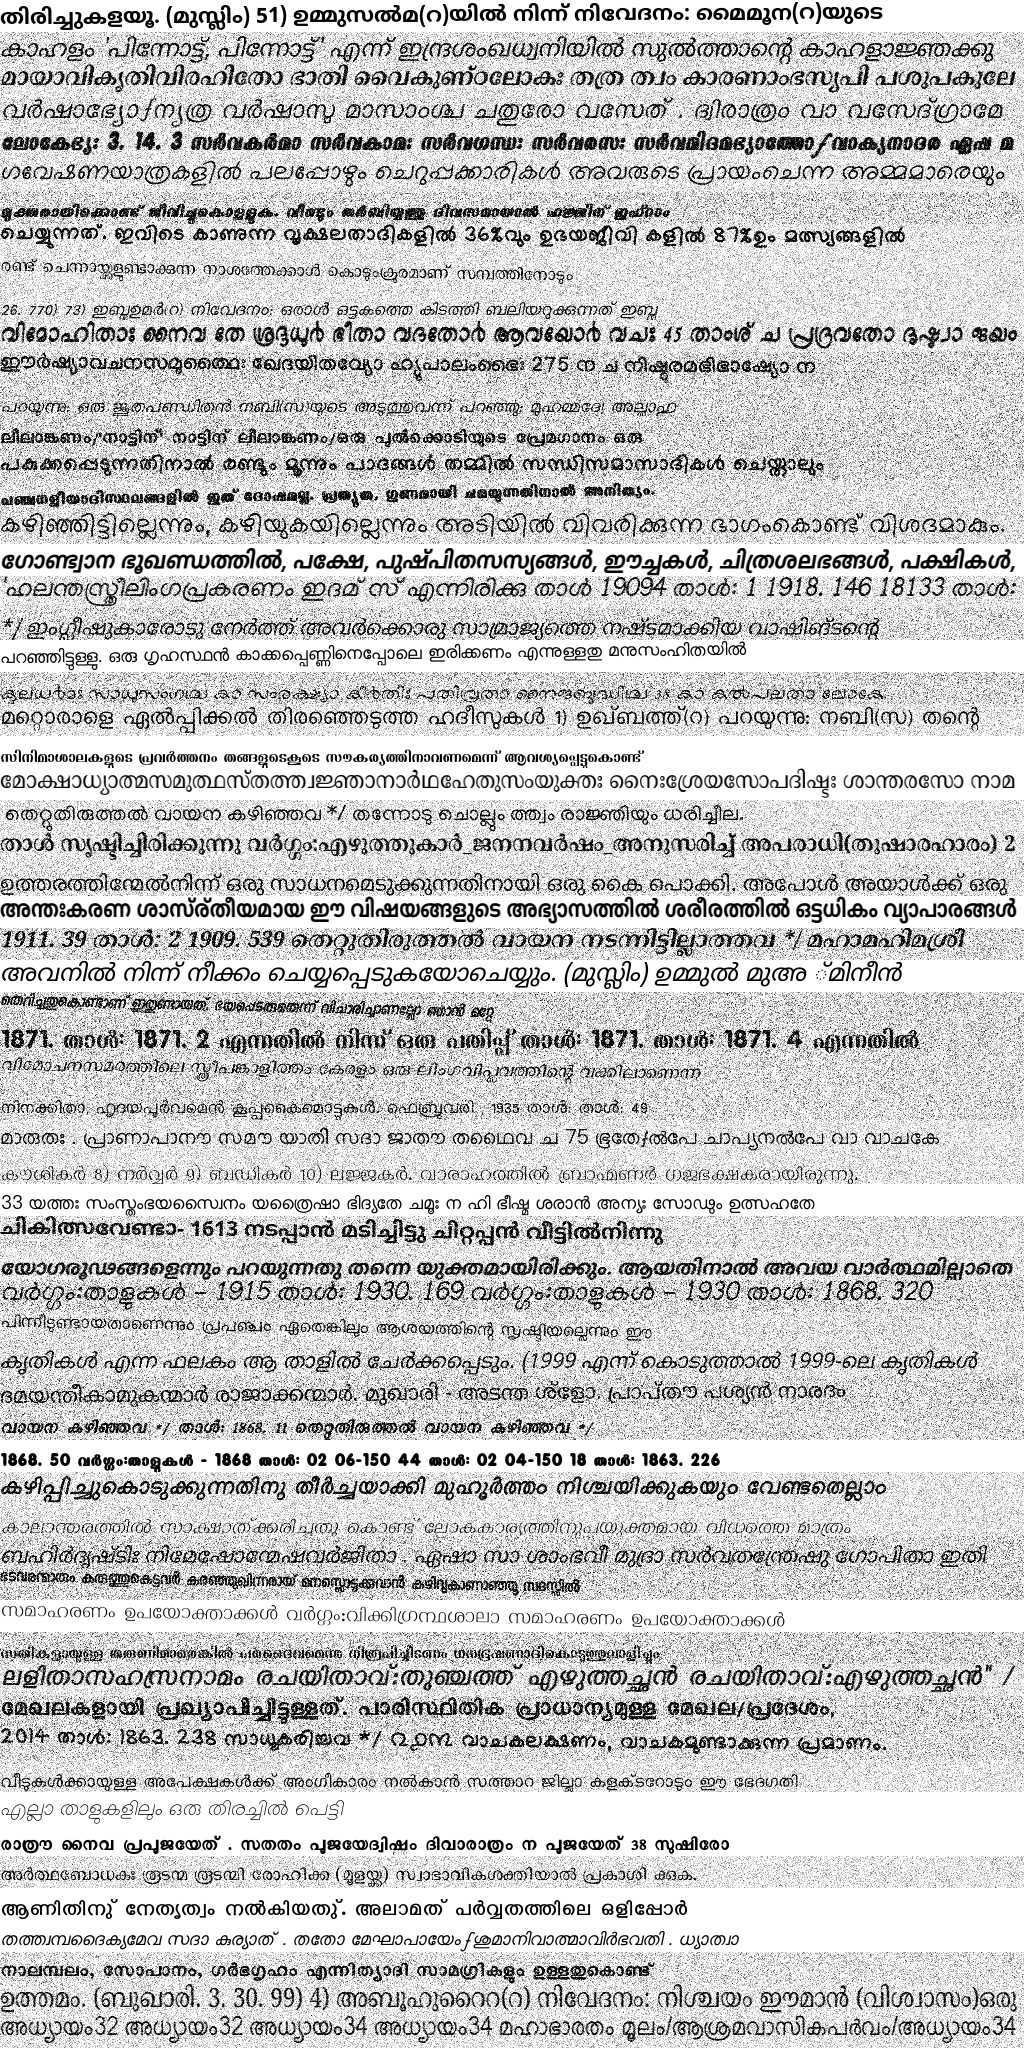 തിരിച്ചുകളയൂ. (മുസ്ലിം) 51) ഉമ്മുസൽമ(റ)യിൽ നിന്ന് നിവേദനം: മൈമൂന(റ)യുടെ
കാഹളം 'പിന്നോട്ട്, പിന്നോട്ട്' എന്ന് ഇന്ദ്രശംഖധ്വനിയിൽ സുൽത്താന്റെ കാഹളാജ്ഞക്കു
മായാവികൃതിവിരഹിതോ ഭാതി വൈകുണ്ഠലോകഃ തത്ര ത്വം കാരണാംഭസ്യപി പശുപകുലേ
വർഷാഭ്യോƒന്യത്ര വർഷാസു മാസാംശ്ച ചതുരോ വസേത് . ദ്വിരാത്രം വാ വസേദ്ഗ്രാമേ
ലോകേഭ്യഃ 3. 14. 3 സർവകർമാ സർവകാമഃ സർവഗന്ധഃ സർവരസഃ സർവമിദമഭ്യാത്തോƒവാക്യനാദര ഏഷ മ
ഗവേഷണയാത്രകളിൽ പലപ്പോഴും ചെറുപ്പക്കാരികൾ അവരുടെ പ്രായംചെന്ന അമ്മമാരെയും
ജീവിച്ചുകൊള്ളുക. വീണ്ടും തർബിയ്യത്തു ദിവസമായാൽ ഹജ്ജിന് ഇഹ്റാം
ചെയ്യുന്നത്. ഇവിടെ കാണുന്ന വൃക്ഷലതാദികളിൽ 36%വും ഉഭയജീവി കളിൽ 87%ഉം മത്സ്യങ്ങളിൽ
രണ്ട് ചെന്നായ്ക്കളുണ്ടാക്കുന്ന നാശത്തേക്കാൾ കൊടുംക്രൂരമാണ് സമ്പത്തിനോടും
26. 770) 73) ഇബ്നുഉമർ(റ) നിവേദനം: ഒരാൾ ഒട്ടകത്തെ കിടത്തി ബലിയറുക്കുന്നത് ഇബ്നു
വിമോഹിതാഃ നൈവ തേ ശ്രദ്ദധുർ ഭീതാ വദതോർ ആവയോർ വചഃ 45 താംശ് ച പ്രദ്രവതോ ദൃഷ്ട്വാ ജയം
ഈർഷ്യാവചനസമുത്ഥൈഃ ഖേദയിതവ്യോ ഹ്യുപാലംഭൈഃ 275 ന ച നിഷ്ഠുരമഭിഭാഷ്യോ ന
പറയുന്നു: ഒരു ജൂതപണ്ഡിതൻ നബി(സ)യുടെ അടുത്തുവന്ന് പറഞ്ഞു: മുഹമ്മദേ! അല്ലാഹു
ലീലാങ്കണം/'നാട്ടിന്' നാട്ടിന് ലീലാങ്കണം/ഒരു പുൽക്കൊടിയുടെ പ്രേമഗാനം ഒരു
പകുക്കപ്പെടുന്നതിനാൽ രണ്ടും മൂന്നും പാദങ്ങൾ തമ്മിൽ സന്ധിസമാസാദികൾ ചെയ്താലും
പഞ്ചഗൗളീയാദിസ്ഥലങ്ങളിൽ ഇത് ദോഷമല്ല. പ്രത്യുത, ഗുണമായി ചമയുന്നതിനാൽ അനിത്യം.
കഴിഞ്ഞിട്ടില്ലെന്നും, കഴിയുകയില്ലെന്നും അടിയിൽ വിവരിക്കുന്ന ഭാഗംകൊണ്ട് വിശദമാകും.
ഗോണ്ട്വാന ഭൂഖണ്ഡത്തിൽ, പക്ഷേ, പുഷ്പിതസസ്യങ്ങൾ, ഈച്ചകൾ, ചിത്രശലഭങ്ങൾ, പക്ഷികൾ,
'ഹലന്തസ്ത്രീലിംഗപ്രകരണം ഇദമ് സ് എന്നിരിക്കു താൾ 19094 താൾ: 1 1918. 146 18133 താൾ:
*/ ഇംഗ്ലീഷുകാരോടു നേർത്ത് അവർക്കൊരു സാമ്രാജ്യത്തെ നഷ്ടമാക്കിയ വാഷിങ്ടന്റെ
പറഞ്ഞിട്ടുള്ളു. ഒരു ഗൃഹസ്ഥൻ കാക്കപ്പെണ്ണിനെപ്പോലെ ഇരിക്കണം എന്നുള്ളതു മനുസംഹിതയിൽ
മറ്റൊരാളെ ഏൽപ്പിക്കൽ തിരഞ്ഞെടുത്ത ഹദീസുകൾ 1) ഉഖ്ബത്ത്(റ) പറയുന്നു: നബി(സ) തന്റെ
സിനിമാശാലകളുടെ പ്രവർത്തനം തങ്ങളുടെകൂടെ സൗകര്യത്തിനാവണമെന്ന് ആവശ്യപ്പെട്ടുകൊണ്ട്
മോക്ഷാധ്യാത്മസമുത്ഥസ്തത്ത്വജ്ഞാനാർഥഹേതുസംയുക്തഃ നൈഃശ്രേയസോപദിഷ്ടഃ ശാന്തരസോ നാമ
തെറ്റുതിരുത്തൽ വായന കഴിഞ്ഞവ */ തന്നോടു ചൊല്ലും ത്ത്വം രാജ്ഞിയും ധരിച്ചീല.
താൾ സൃഷ്ടിച്ചിരിക്കുന്നു വർഗ്ഗം:എഴുത്തുകാർ_ജനനവർഷം_അനുസരിച്ച് അപരാധി(തുഷാരഹാരം) 2
ഉത്തരത്തിന്മേൽനിന്ന് ഒരു സാധനമെടുക്കുന്നതിനായി ഒരു കൈ പൊക്കി. അപോൾ അയാൾക്ക് ഒരു
അന്തഃകരണ ശാസ്ര്തീയമായ ഈ വിഷയങ്ങളുടെ അഭ്യാസത്തിൽ ശരീരത്തിൽ ഒട്ടധികം വ്യാപാരങ്ങൾ
1911. 39 താൾ: 2 1909. 539 തെറ്റുതിരുത്തൽ വായന നടന്നിട്ടില്ലാത്തവ */ മഹാമഹിമശ്രീ
അവനിൽ നിന്ന് നീക്കം ചെയ്യപ്പെടുകയോചെയ്യും. (മുസ്ലിം) ഉമ്മുൽ മുഅ ്മിനീൻ
തെറിച്ചതുകൊണ്ടാണ് ഇതുണ്ടായത്. ഭയപ്പെടരുതെന്ന് വിചാരിച്ചാണല്ലോ ഞാൻ മറ്റേ
1871. താൾ: 1871. 2 എന്നതിൽ നിന്ന് ഒരു പതിപ്പ് താൾ: 1871. താൾ: 1871. 4 എന്നതിൽ
വിമോചനസമരത്തിലെ സ്ത്രീപങ്കാളിത്തം കേരളം ഒരു ലിംഗവിപ്ലവത്തിന്റെ വക്കിലാണെന്ന
നിനക്കിതാ, ഹൃദയപൂർവമെൻ കൂപ്പുകൈമൊട്ടുകൾ. ഫെബ്രുവരി , 1935 താൾ: താൾ: 49
മാരുതഃ . പ്രാണാപാനൗ സമൗ യാതി സദാ ജാതൗ തഥൈവ ച 75 ഭൂതേƒൽപേ ചാപ്യനൽപേ വാ വാചകേ
കൗശികർ 8) നർവ്വർ 9) ബന്ധികർ 10) ലജ്ജകർ. വാരാഹത്തിൽ ബ്രാഹ്മണർ ഗജഭക്ഷകരായിരുന്നു.
33 യത്തഃ സംസ്തംഭയസൈനം യത്രൈഷാ ഭിദ്യതേ ചമൂഃ ന ഹി ഭീഷ്മ ശരാൻ അന്യഃ സോഢും ഉത്സഹതേ
ചികിത്സവേണ്ടാ- 1613 നടപ്പാൻ മടിച്ചിട്ടു ചിറ്റപ്പൻ വീട്ടിൽനിന്നു
യോഗരൂഢങ്ങളെന്നും പറയുന്നതു തന്നെ യുക്തമായിരിക്കും. ആയതിനാൽ അവയ വാർത്ഥമില്ലാതെ
വർഗ്ഗം:താളുകൾ – 1915 താൾ: 1930. 169 വർഗ്ഗം:താളുകൾ – 1930 താൾ: 1868. 320
പിന്നീടുണ്ടായതാണെന്നും പ്രപഞ്ചം ഏതെങ്കിലും ആശയത്തിന്റെ സൃഷ്ടിയല്ലെന്നും ഈ
കൃതികൾ എന്ന ഫലകം ആ താളിൽ ചേർക്കപ്പെടും. (1999 എന്ന് കൊടുത്താൽ 1999-ലെ കൃതികൾ
ദമയന്തീകാമുകന്മാർ രാജാക്കന്മാർ. മുഖാരി - അടന്ത ശ്ളോ. പ്രാപ്തൗ പശ്യൻ നാരദം
വായന കഴിഞ്ഞവ */ താൾ: 1868. 11 തെറ്റുതിരുത്തൽ വായന കഴിഞ്ഞവ */
1868. 50 വർഗ്ഗം:താളുകൾ - 1868 താൾ: 02 06-150 44 താൾ: 02 04-150 18 താൾ: 1863. 226
കഴിപ്പിച്ചുകൊടുക്കുന്നതിനു തീർച്ചയാക്കി മുഹൂർത്തം നിശ്ചയിക്കുകയും വേണ്ടതെല്ലാം
കാലാന്തരത്തിൽ സാക്ഷാത്ക്കരിച്ചതു കൊണ്ട് ലോകകാര്യത്തിനുപയുക്തമായ വിധത്തെ മാത്രം
ബഹിർദൃഷ്ടിഃ നിമേഷോന്മേഷവർജിതാ . ഏഷാ സാ ശാംഭവീ മുദ്രാ സർവതന്ത്രേഷു ഗോപിതാ ഇതി
ഭടവരന്മാരും കരുത്തുകെട്ടവർ കരഞ്ഞുഖിന്നരായ് മനസ്സൊടുക്കുവാൻ കഴിവുകാണാഞ്ഞൂ സദസ്സിൽ
സമാഹരണം ഉപയോക്താക്കൾ വർഗ്ഗം:വിക്കിഗ്രന്ഥശാലാ സമാഹരണം ഉപയോക്താക്കൾ
ലളിതാസഹസ്രനാമം രചയിതാവ്:തുഞ്ചത്ത് എഴുത്തച്ഛൻ രചയിതാവ്:എഴുത്തച്ഛൻ" /
മേഖലകളായി പ്രഖ്യാപിച്ചിട്ടുള്ളത്. പാരിസ്ഥിതിക പ്രാധാന്യമുള്ള മേഖല/പ്രദേശം,
2014 താൾ: 1863. 238 സാധൂകരിയവ */ ൨൧൩ വാചകലക്ഷണം, വാചകമുണ്ടാക്കുന്ന പ്രമാണം.
വീടുകൾക്കായുള്ള അപേക്ഷകൾക്ക് അംഗീകാരം നൽകാൻ സത്താറ ജില്ലാ കളക്ടറോടും ഈ ഭേദഗതി
എല്ലാ താളുകളിലും ഒരു തിരച്ചിൽ പെട്ടി
രാത്രൗ നൈവ പ്രപൂജയേത് . സതതം പൂജയേദ്വിഷ്ണും ദിവാരാത്രം ന പൂജയേത് 38 സുഷിരോ
അർത്ഥബോധകഃ രൂടന്മ രൂടന്മി രോഹിക്ക (മുളയ്ക്ക) സ്വാഭാവികശക്തിയാൽ പ്രകാശി ക്കുക.
ആണിതിനു് നേതൃത്വം നൽകിയതു്. അലാമത് പർവ്വതത്തിലെ ഒളിപ്പോർ
തത്ത്വമ്പദൈക്യമേവ സദാ കുര്യാത് . തതോ മേഘാപായേംƒശുമാനിവാത്മാവിർഭവതി . ധ്യാത്വാ
നാലമ്പലം, സോപാനം, ഗർഭഗൃഹം എന്നിത്യാദി സാമഗ്രികളും ഉള്ളതുകൊണ്ട്
ഉത്തമം. (ബുഖാരി. 3. 30. 99) 4) അബൂഹുറൈറ(റ) നിവേദനം: നിശ്ചയം ഈമാൻ (വിശ്വാസം)ഒരു
അധ്യായം32 അധ്യായം32 അധ്യായം34 അധ്യായം34 മഹാഭാരതം മൂലം/ആശ്രമവാസികപർവം/അധ്യായം34